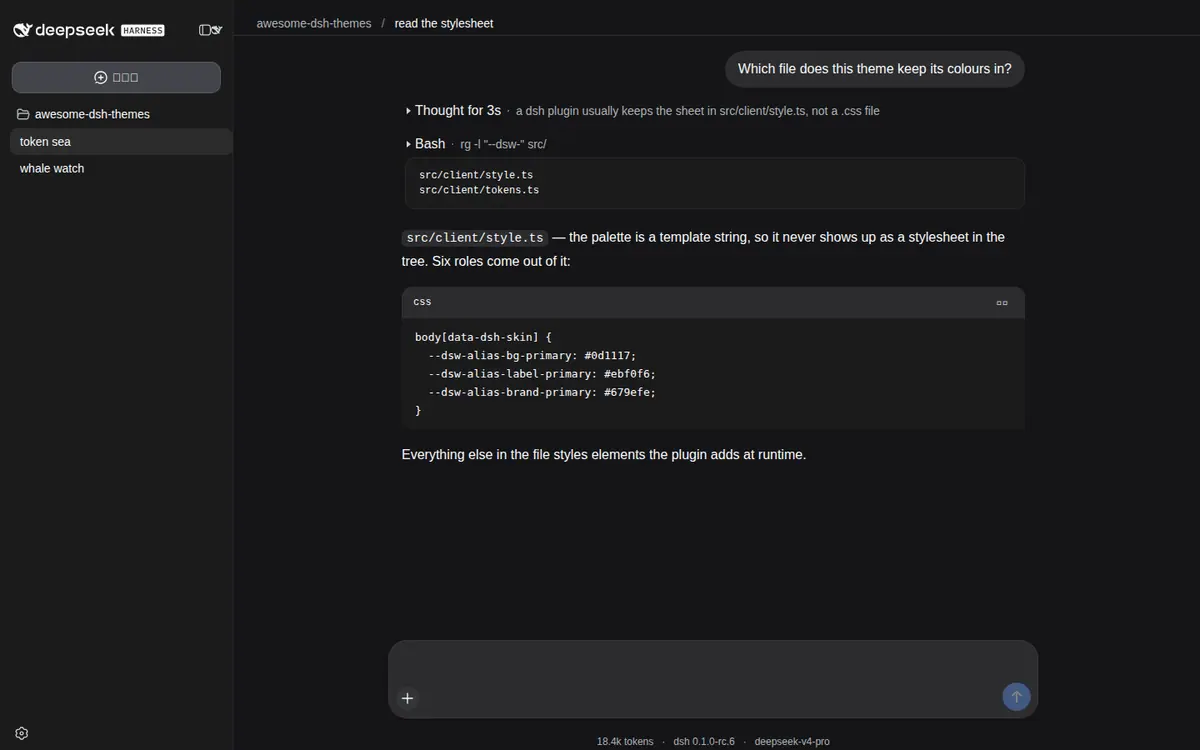 deepseek HARNESS
awesome-dsh-themes
token sea
whale watch
awesome-dsh-themes / read the stylesheet
Which file does this theme keep its colours in?
Thought for 3s · a dsh plugin usually keeps the sheet in src/client/style.ts, not a .css file
Bash · rg -l "--dsw-" src/
src/client/style.ts
src/client/tokens.ts
src/client/style.ts — the palette is a template string, so it never shows up as a stylesheet in the
tree. Six roles come out of it:
css
body[data-dsh-skin] {
--dsw-alias-bg-primary: #0d1117;
--dsw-alias-label-primary: #ebf0f6;
--dsw-alias-brand-primary: #679efe;
}
Everything else in the file styles elements the plugin adds at runtime.
18.4k tokens · dsh 0.1.0-rc.6 · deepseek-v4-pro